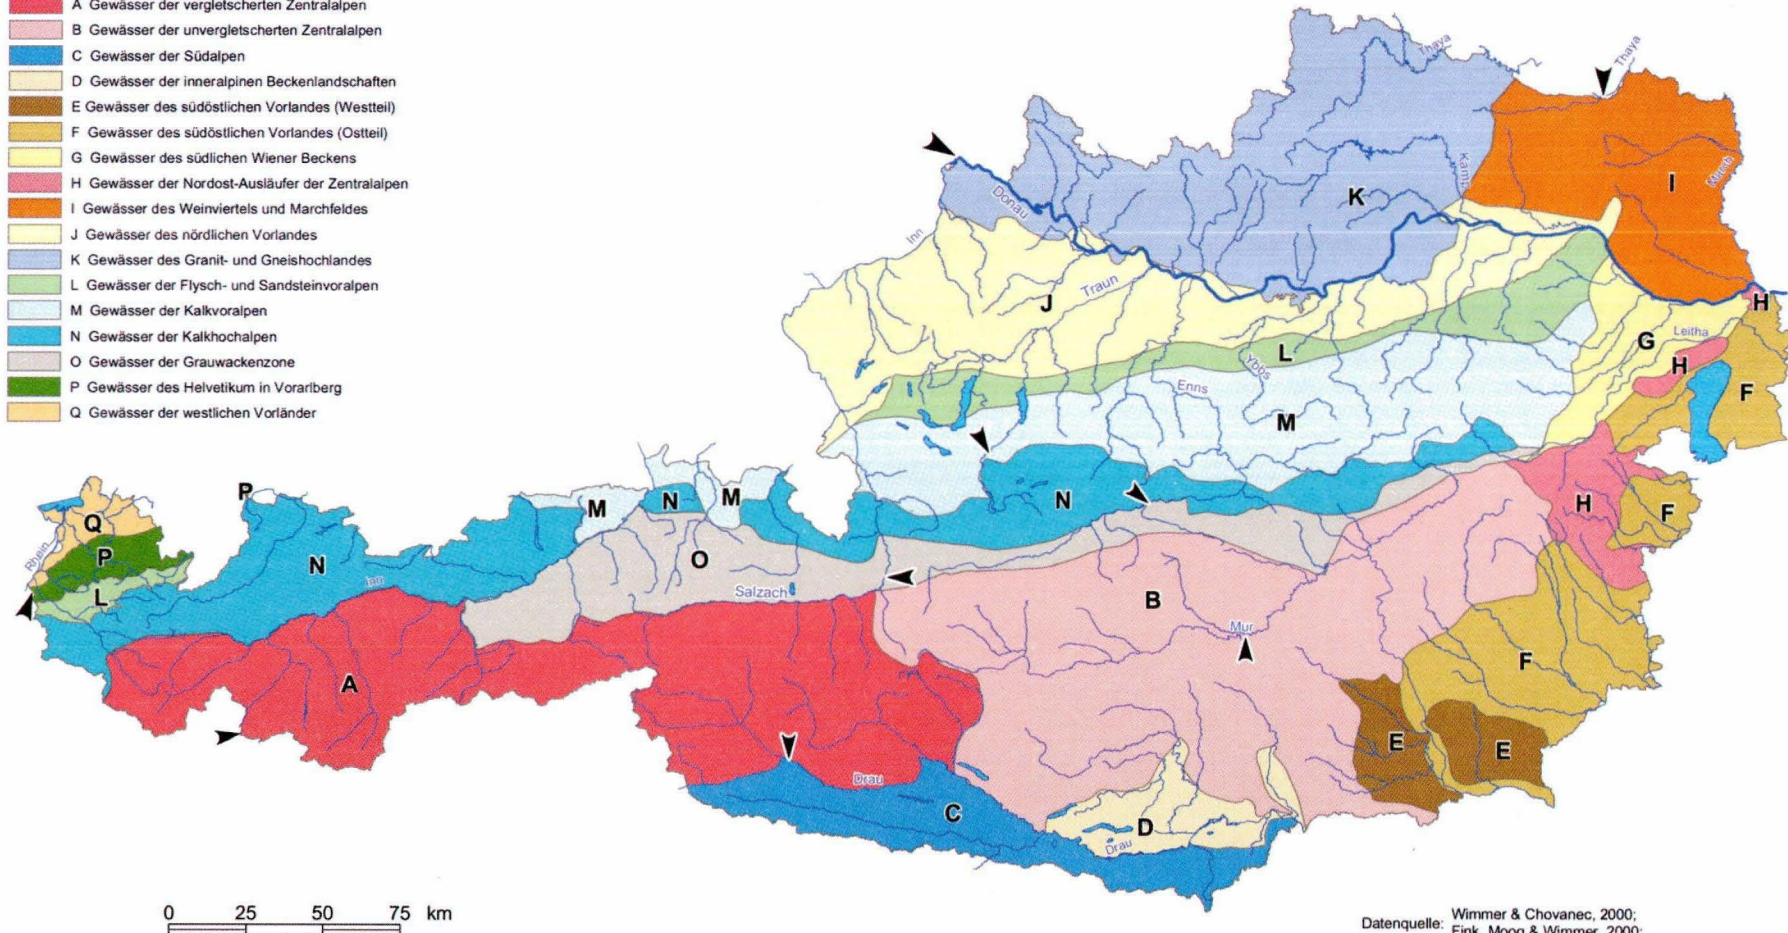 A Gewässer der vergletscherten Zentralalpen
B Gewässer der unvergletscherten Zentralalpen
C Gewässer der Südalpen
D Gewässer der inneralpinen Beckenlandschaften
E Gewässer des südöstlichen Vorlandes (Westteil)
F Gewässer des südöstlichen Vorlandes (Ostteil)
G Gewässer des südlichen Wiener Beckens
H Gewässer der Nordost-Ausläufer der Zentralalpen
I Gewässer des Weinviertels und Marchfeldes
J Gewässer des nördlichen Vorlandes
K Gewässer des Granit- und Gneishochlandes
L Gewässer der Flysch- und Sandsteinvoralpen
M Gewässer der Kalkvoralpen
N Gewässer der Kalkhochalpen
O Gewässer der Grauwackenzone
P Gewässer des Helvetikum in Vorarlberg
Q Gewässer der westlichen Vorländer
Thaya
Thaya
Kamp
March
I
K
Donau
Inn
J
Traun
H
Leitha
G
L
Ybbs
H
F
Enns
M
P
M
N
M
N
H
F
Q
Rhein
P
L
N
Inn
O
Salzach
B
Mur
A
F
E
E
Drau
C
D
Drau
0 25 50 75 km
Datenquelle: Wimmer & Chovanec, 2000;
Fink, Moog & Wimmer, 2000;